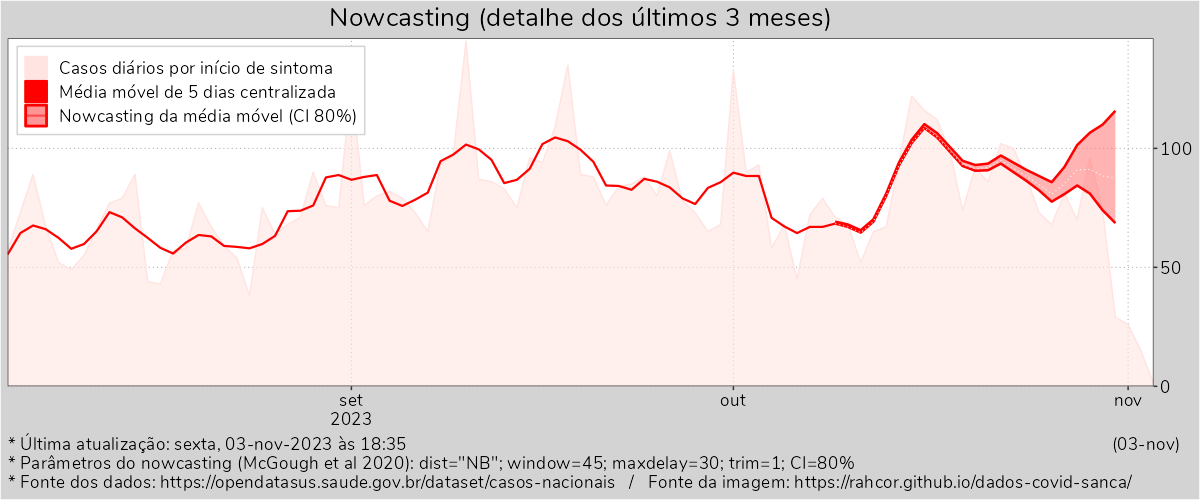 Nowcasting (detalhe dos últimos 3 meses)
Casos diários por início de sintoma
Média móvel de 5 dias centralizada
Nowcasting da média móvel (CI 80%)
100
50
0
set
2023
out
nov
* Última atualização: sexta, 03-nov-2023 às 18:35
(03-nov)
* Parâmetros do nowcasting (McGough et al 2020): dist="NB"; window=45; maxdelay=30; trim=1; CI=80%
* Fonte dos dados: https://opendatasus.saude.gov.br/dataset/casos-nacionais / Fonte da imagem: https://rahcor.github.io/dados-covid-sanca/